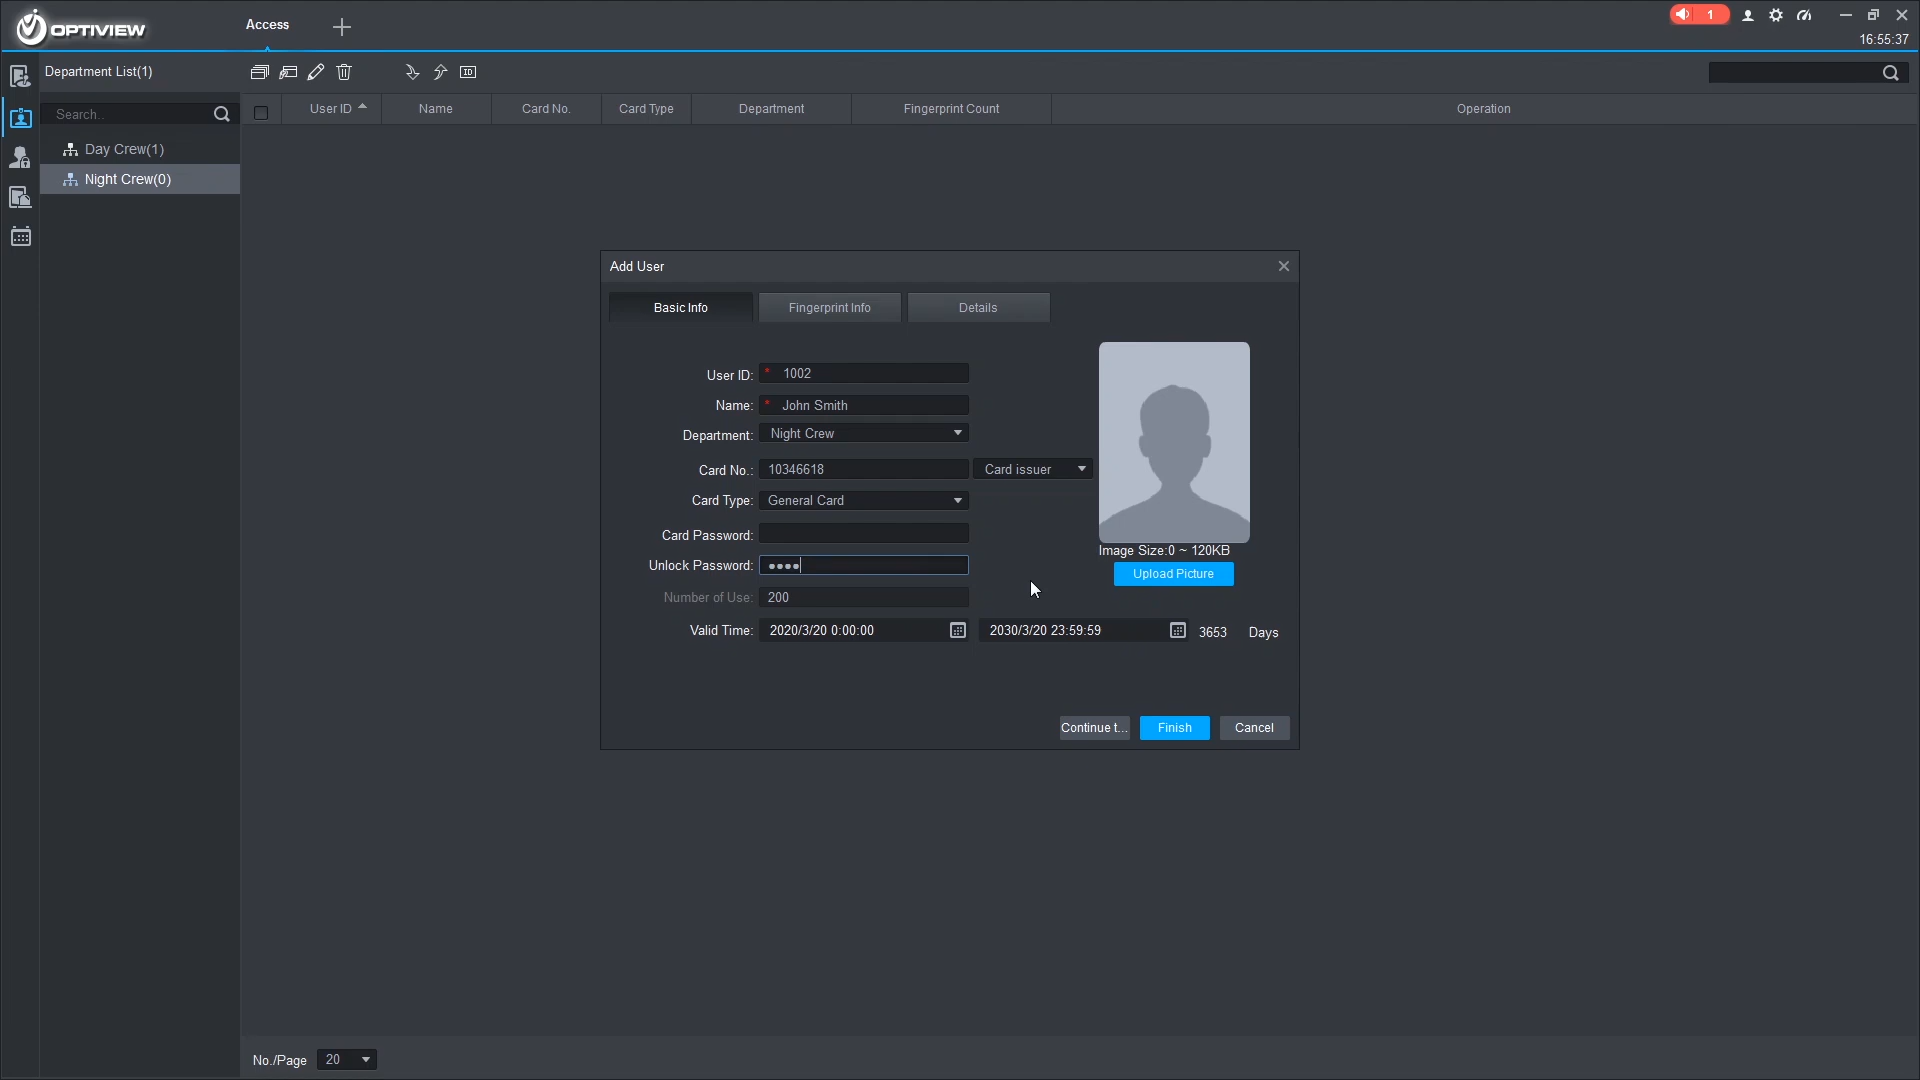 OPTIVIEW
Access
1
16:55:37
Department List(1)
ID
Search..
Day Crew(1)
Night Crew(0)
User ID Name Card No. Card Type Department Fingerprint Count Operation
Add User
Basic Info Fingerprint Info Details
User ID: * 1002
Name: * John Smith
Department: Night Crew
Card No.: 10346618 Card issuer
Card Type: General Card
Card Password:
Unlock Password: ●●●●
Number of Use: 200
Valid Time: 2020/3/20 0:00:00 2030/3/20 23:59:59 3653 Days
Image Size:0 ~ 120KB
Upload Picture
Continue t... Finish Cancel
No./Page 20